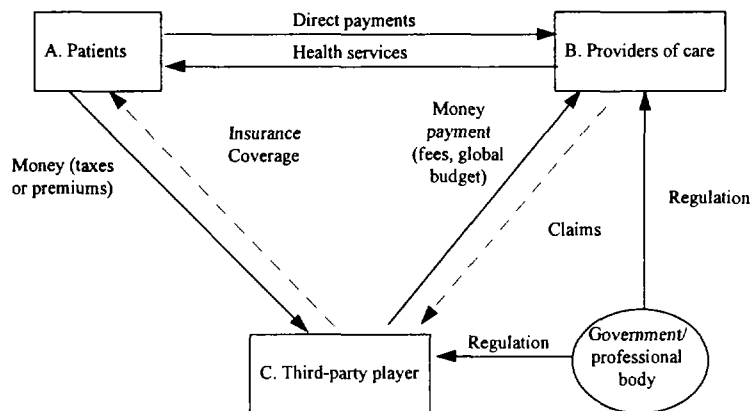 Direct payments
A. Patients
B. Providers of care
Health services
Insurance
Coverage
Money
payment
(fees, global
budget)
Money (taxes
or premiums)
Regulation
Claims
Regulation
Government/
professional
body
C. Third-party player